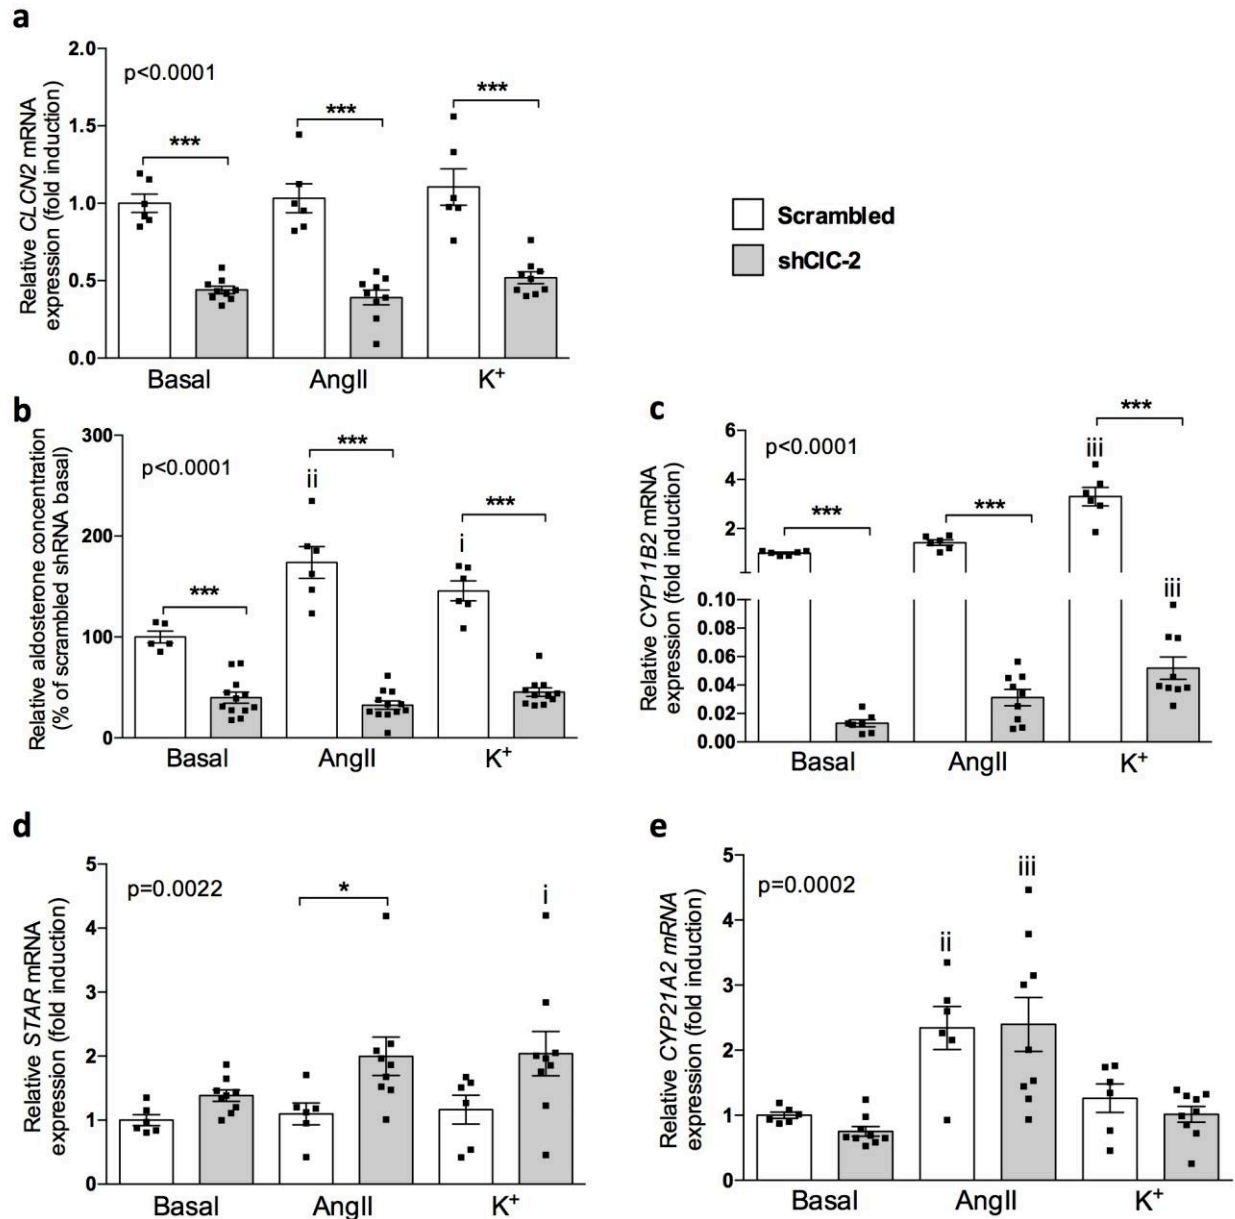 a
Relative CLCN2 mRNA
expression (fold induction)
2.0
1.5
1.0
0.5
0.0
p<0.0001
***
***
***
Basal
AngII
K+
Scrambled
shClC-2
b
Relative aldosterone concentration
(% of scrambled shRNA basal)
300
200
100
0
p<0.0001
***
ii
***
i
***
Basal
AngII
K+
c
Relative CYP11B2 mRNA
expression (fold induction)
6
4
2
0.10
0.08
0.06
0.04
0.02
0.00
p<0.0001
***
***
iii
***
iii
Basal
AngII
K+
d
Relative STAR mRNA
expression (fold induction)
5
4
3
2
1
0
p=0.0022
*
i
Basal
AngII
K+
e
Relative CYP21A2 mRNA
expression (fold induction)
5
4
3
2
1
0
p=0.0002
ii
iii
Basal
AngII
K+